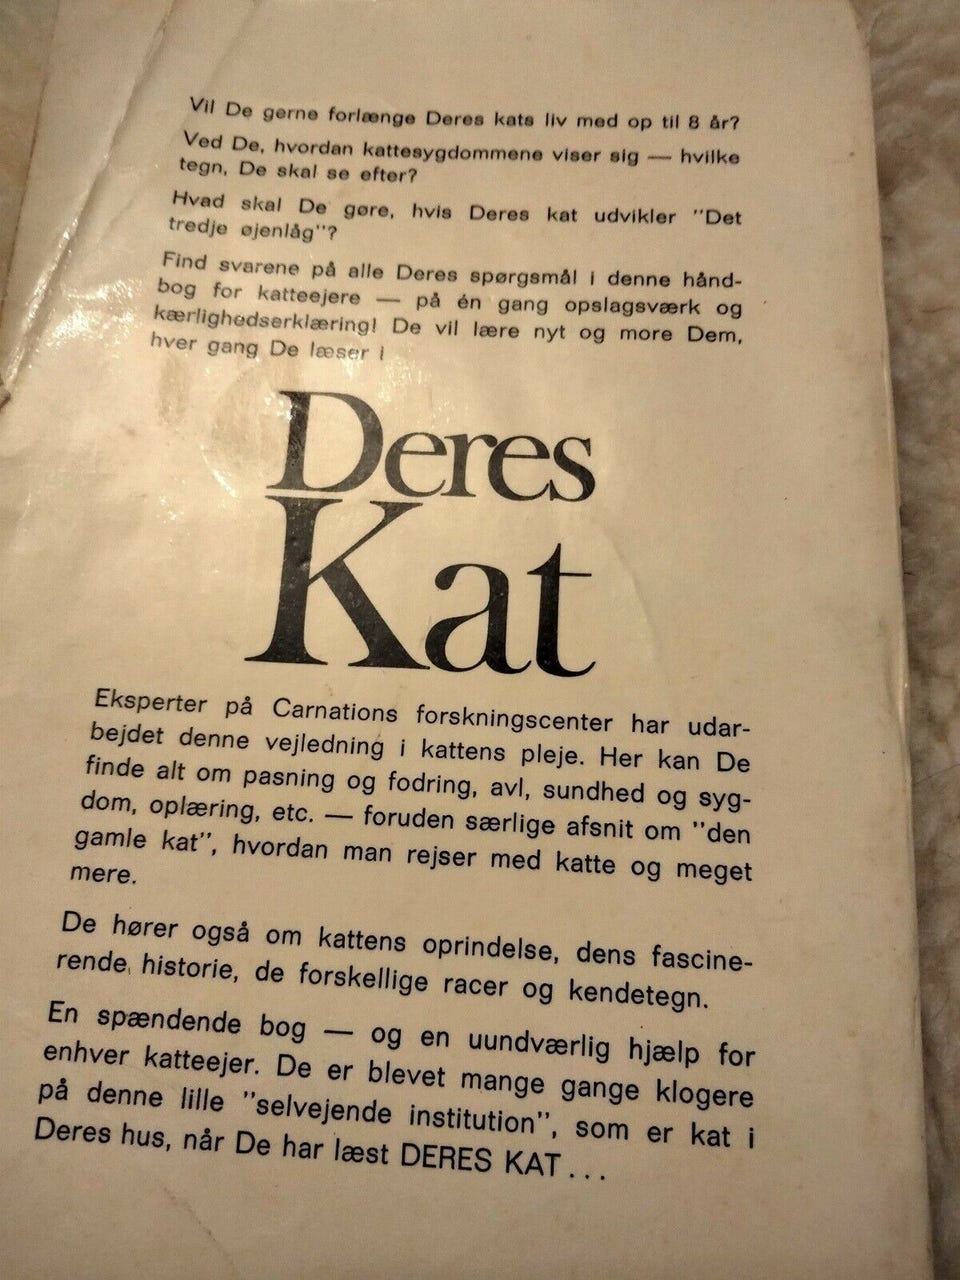 Vil De gerne forlænge Deres kats liv med op til 8 år?
Ved De, hvordan kattesygdommene viser sig — hvilke
tegn, De skal se efter?
Hvad skal De gøre, hvis Deres kat udvikler "Det
tredje øjenlåg"?
Find svarene på alle Deres spørgsmål i denne hånd-
bog for katteejere — på én gang opslagsværk og
kærlighedserklæring! De vil lære nyt og more Dem,
hver gang De læser i
Deres
Kat
Eksperter på Carnations forskningscenter har udar-
bejdet denne vejledning i kattens pleje. Her kan De
finde alt om pasning og fodring, avl, sundhed og syg-
dom, oplæring, etc. — foruden særlige afsnit om "den
gamle kat", hvordan man rejser med katte og meget
mere.
De hører også om kattens oprindelse, dens fascine-
rende historie, de forskellige racer og kendetegn.
En spændende bog — og en uundværlig hjælp for
enhver katteejer. De er blevet mange gange klogere
på denne lille "selvejende institution", som er kat i
Deres hus, når De har læst DERES KAT...